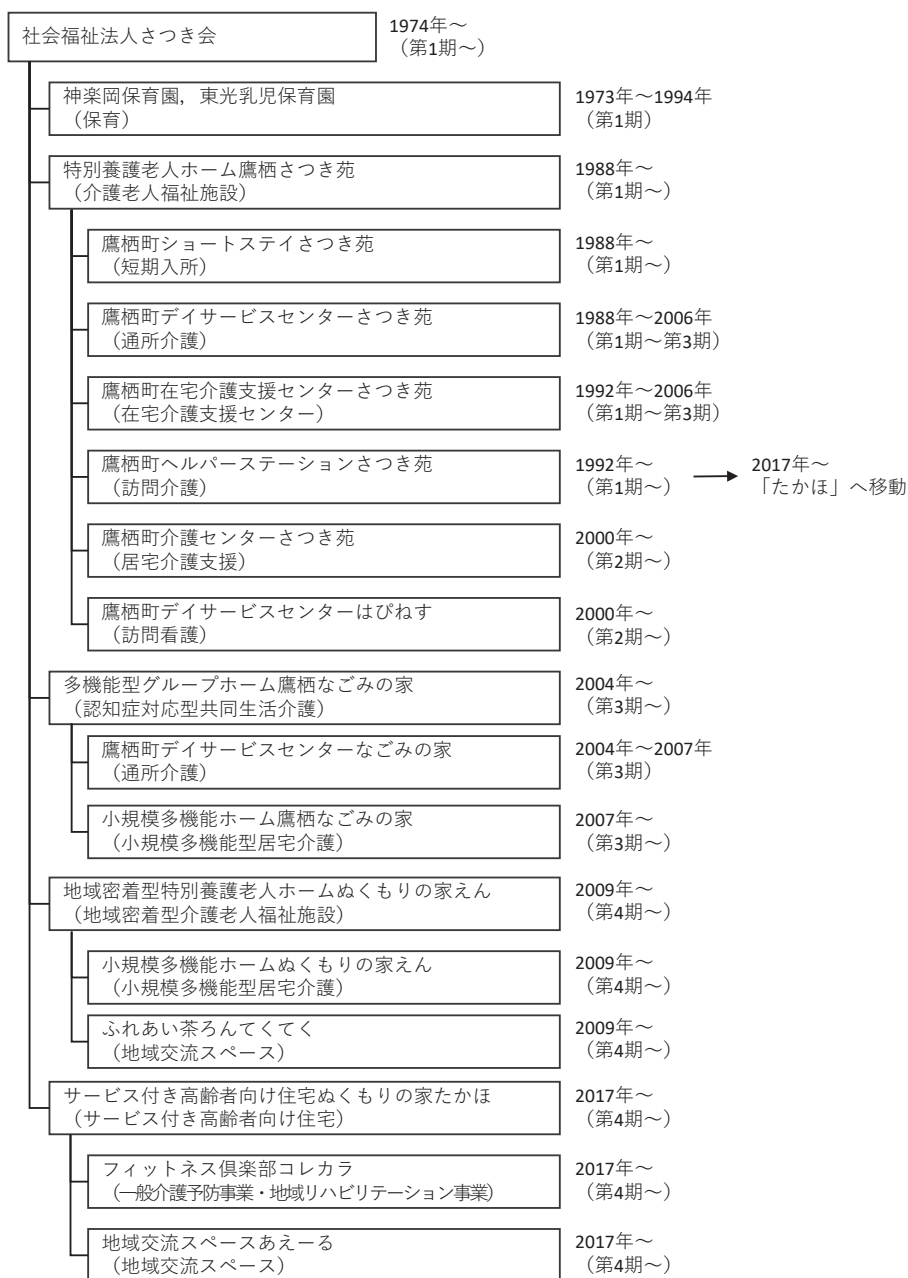 社会福祉法人さつき会
1974年～
（第1期～）
神楽岡保育園，東光乳児保育園
（保育）
1973年～1994年
（第1期）
特別養護老人ホーム鷹栖さつき苑
（介護老人福祉施設）
1988年～
（第1期～）
鷹栖町ショートステイさつき苑
（短期入所）
1988年～
（第1期～）
鷹栖町デイサービスセンターさつき苑
（通所介護）
1988年～2006年
（第1期～第3期）
鷹栖町在宅介護支援センターさつき苑
（在宅介護支援センター）
1992年～2006年
（第1期～第3期）
鷹栖町ヘルパーステーションさつき苑
（訪問介護）
1992年～
（第1期～）
2017年～
「たかほ」へ移動
鷹栖町介護センターさつき苑
（居宅介護支援）
2000年～
（第2期～）
鷹栖町デイサービスセンターはぴねす
（訪問看護）
2000年～
（第2期～）
多機能型グループホーム鷹栖なごみの家
（認知症対応型共同生活介護）
2004年～
（第3期～）
鷹栖町デイサービスセンターなごみの家
（通所介護）
2004年～2007年
（第3期）
小規模多機能ホーム鷹栖なごみの家
（小規模多機能型居宅介護）
2007年～
（第3期～）
地域密着型特別養護老人ホームぬくもりの家えん
（地域密着型介護老人福祉施設）
2009年～
（第4期～）
小規模多機能ホームぬくもりの家えん
（小規模多機能型居宅介護）
2009年～
（第4期～）
ふれあい茶ろんてくてく
（地域交流スペース）
2009年～
（第4期～）
サービス付き高齢者向け住宅ぬくもりの家たかほ
（サービス付き高齢者向け住宅）
2017年～
（第4期～）
フィットネス倶楽部コレカラ
（一般介護予防事業・地域リハビリテーション事業）
2017年～
（第4期～）
地域交流スペースあえーる
（地域交流スペース）
2017年～
（第4期～）